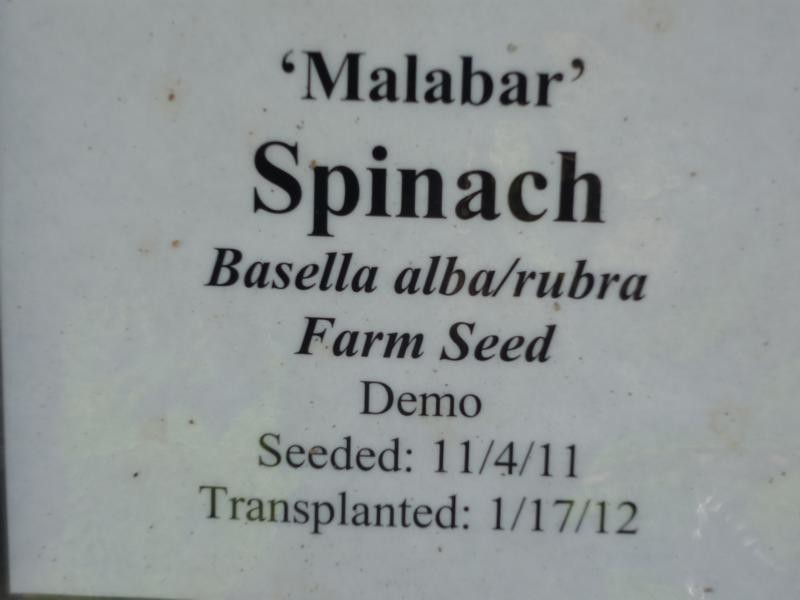 ‘Malabar’
Spinach
Basella alba/rubra
Farm Seed
Demo
Seeded: 11/4/11
Transplanted: 1/17/12